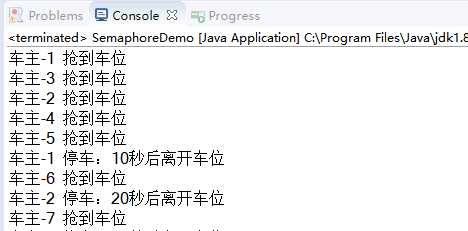 Problems Console Progress
<terminated> SemaphoreDemo [Java Application] C:\Program Files\Java\jdk1.8
车主-1 抢到车位
车主-3 抢到车位
车主-2 抢到车位
车主-4 抢到车位
车主-5 抢到车位
车主-1 停车：10秒后离开车位
车主-6 抢到车位
车主-2 停车：20秒后离开车位
车主-7 抢到车位